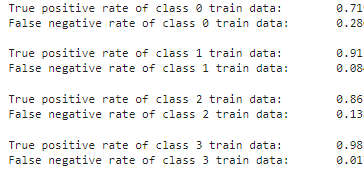 True positive rate of class 0 train data: 0.71
False negative rate of class 0 train data: 0.28
True positive rate of class 1 train data: 0.91
False negative rate of class 1 train data: 0.08
True positive rate of class 2 train data: 0.86
False negative rate of class 2 train data: 0.13
True positive rate of class 3 train data: 0.98
False negative rate of class 3 train data: 0.01